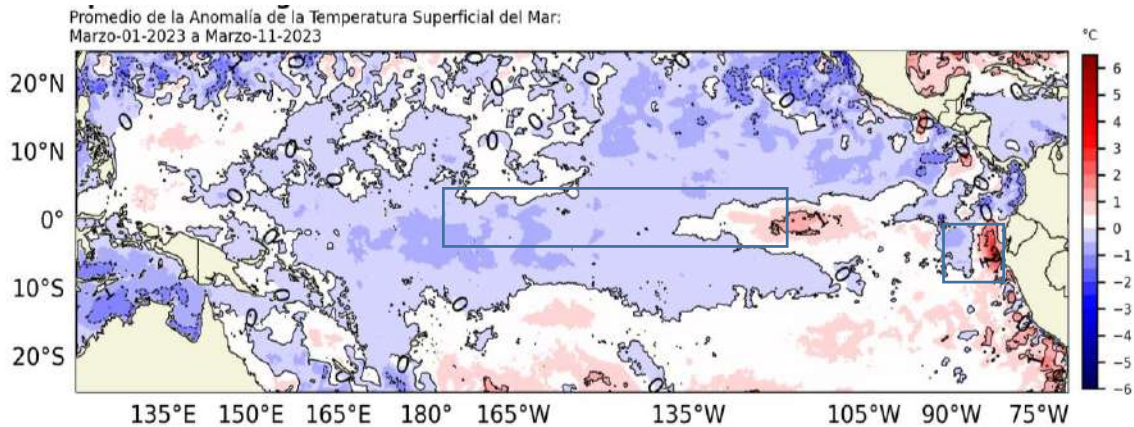 Promedio de la Anomalía de la Temperatura Superficial del Mar:
Marzo-01-2023 a Marzo-11-2023
°C
20°N
10°N
0°
10°S
20°S
135°E 150°E 165°E 180° 165°W 135°W 105°W 90°W 75°W
6
5
4
3
2
1
0
−1
−2
−3
−4
−5
−6